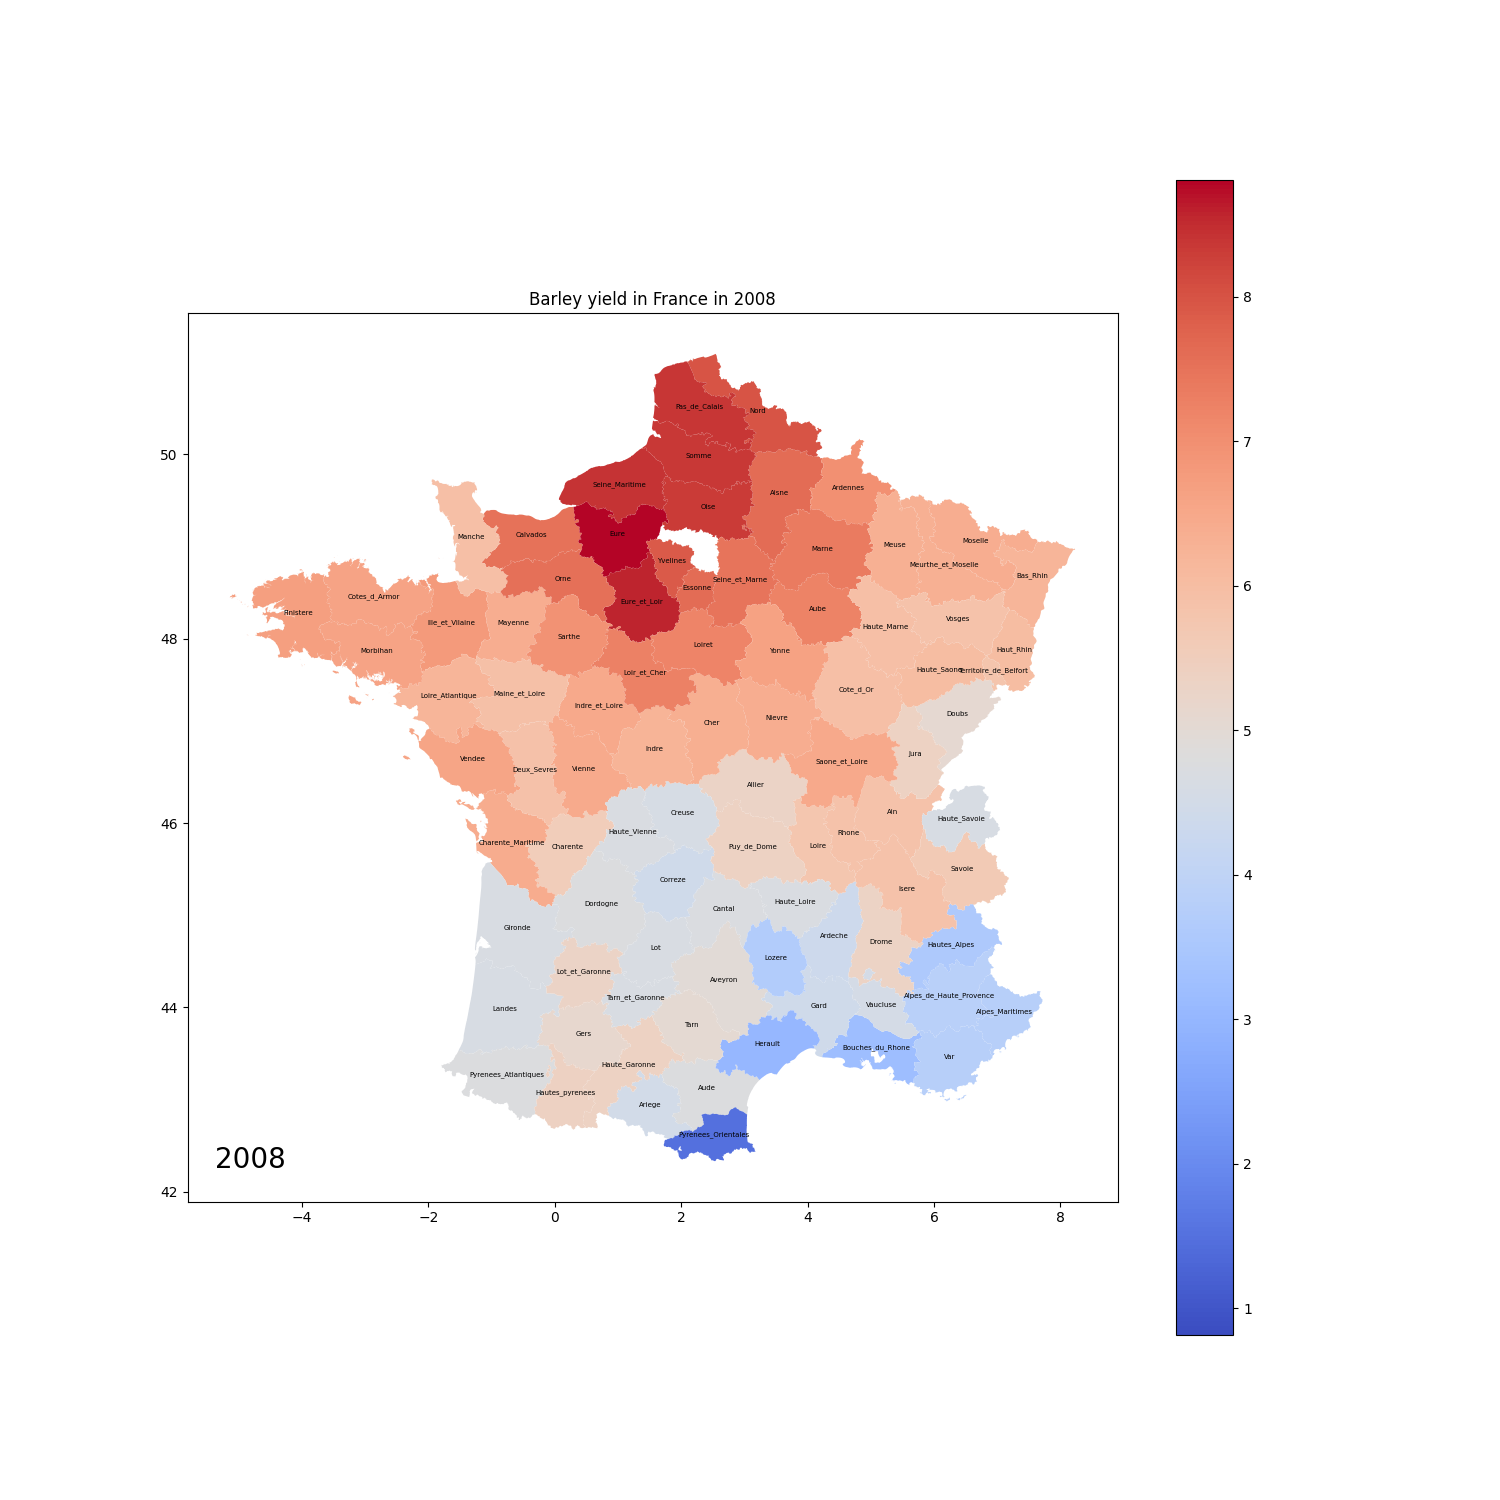 Barley yield in France in 2008
Pas_de_Calais
Nord
Somme
Seine_Maritime
Oise
Aisne
Ardennes
Manche
Calvados
Eure
Marne
Meuse
Moselle
Yvelines
Meurthe_et_Moselle
Bas_Rhin
Orne
Essonne
Seine_et_Marne
Eure_et_Loir
Cotes_d_Armor
Finistere
Ille_et_Vilaine
Mayenne
Sarthe
Aube
Haute_Marne
Vosges
Morbihan
Loiret
Yonne
Haut_Rhin
Loir_et_Cher
Haute_Saone
Territoire_de_Belfort
Loire_Atlantique
Maine_et_Loire
Indre_et_Loire
Cote_d_Or
Cher
Nievre
Doubs
Vendee
Deux_Sevres
Vienne
Indre
Saone_et_Loire
Jura
Allier
Creuse
Ain
Haute_Savoie
Haute_Vienne
Rhone
Charente_Maritime
Charente
Puy_de_Dome
Loire
Savoie
Correze
Isere
Dordogne
Cantal
Haute_Loire
Gironde
Lot
Ardeche
Drome
Hautes_Alpes
Lozere
Lot_et_Garonne
Aveyron
Tarn_et_Garonne
Alpes_de_Haute_Provence
Landes
Gard
Vaucluse
Alpes_Maritimes
Gers
Tarn
Herault
Bouches_du_Rhone
Var
Haute_Garonne
Pyrenees_Atlantiques
Hautes_pyrenees
Aude
Ariege
Pyrenees_Orientales
2008
50
48
46
44
42
−4
−2
0
2
4
6
8
8
7
6
5
4
3
2
1